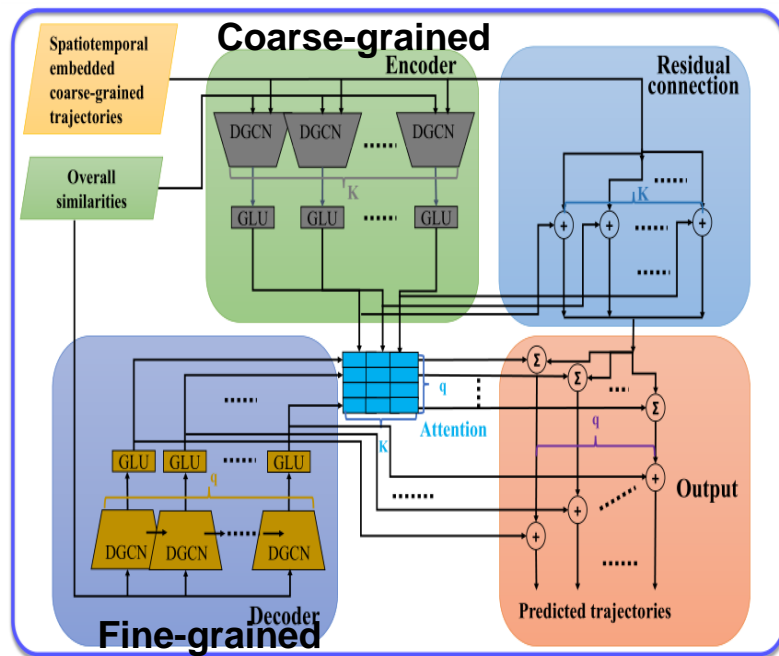 Coarse-grained
Encoder
Spatiotemporal
embedded
coarse-grained
trajectories
Residual
connection
DGCN DGCN DGCN
K
K
Overall
similarities
GLU GLU GLU
+ + +
Σ
Σ
Σ
q
Attention
K
q
GLU GLU GLU
q
+
+
+
Output
DGCN DGCN DGCN
Decoder
Predicted trajectories
Fine-grained